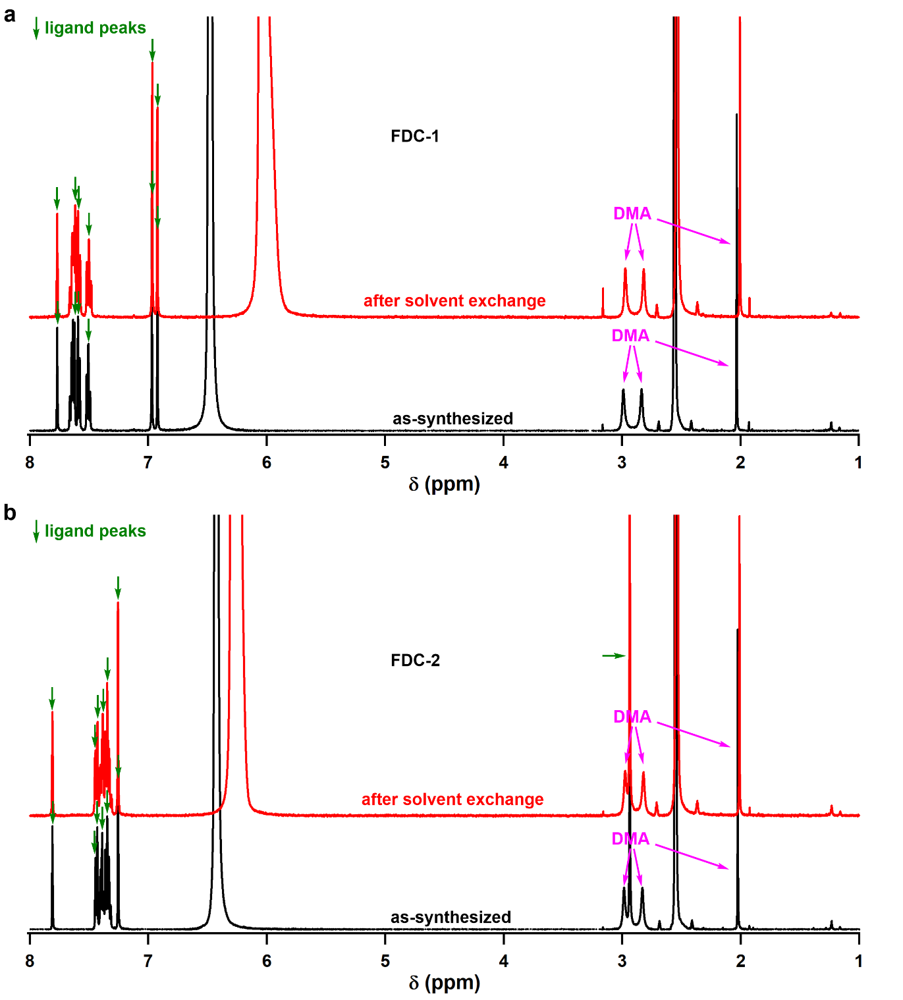 a
ligand peaks
FDC-1
DMA
after solvent exchange
DMA
as-synthesized
8 7 6 5 4 3 2 1
δ (ppm)
b
ligand peaks
FDC-2
DMA
after solvent exchange
DMA
as-synthesized
8 7 6 5 4 3 2 1
δ (ppm)